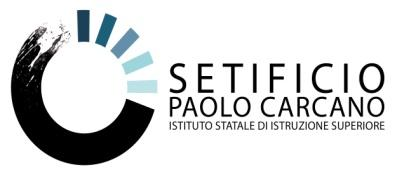 SETIFICIO
PAOLO CARCANO
ISTITUTO STATALE DI ISTRUZIONE SUPERIORE